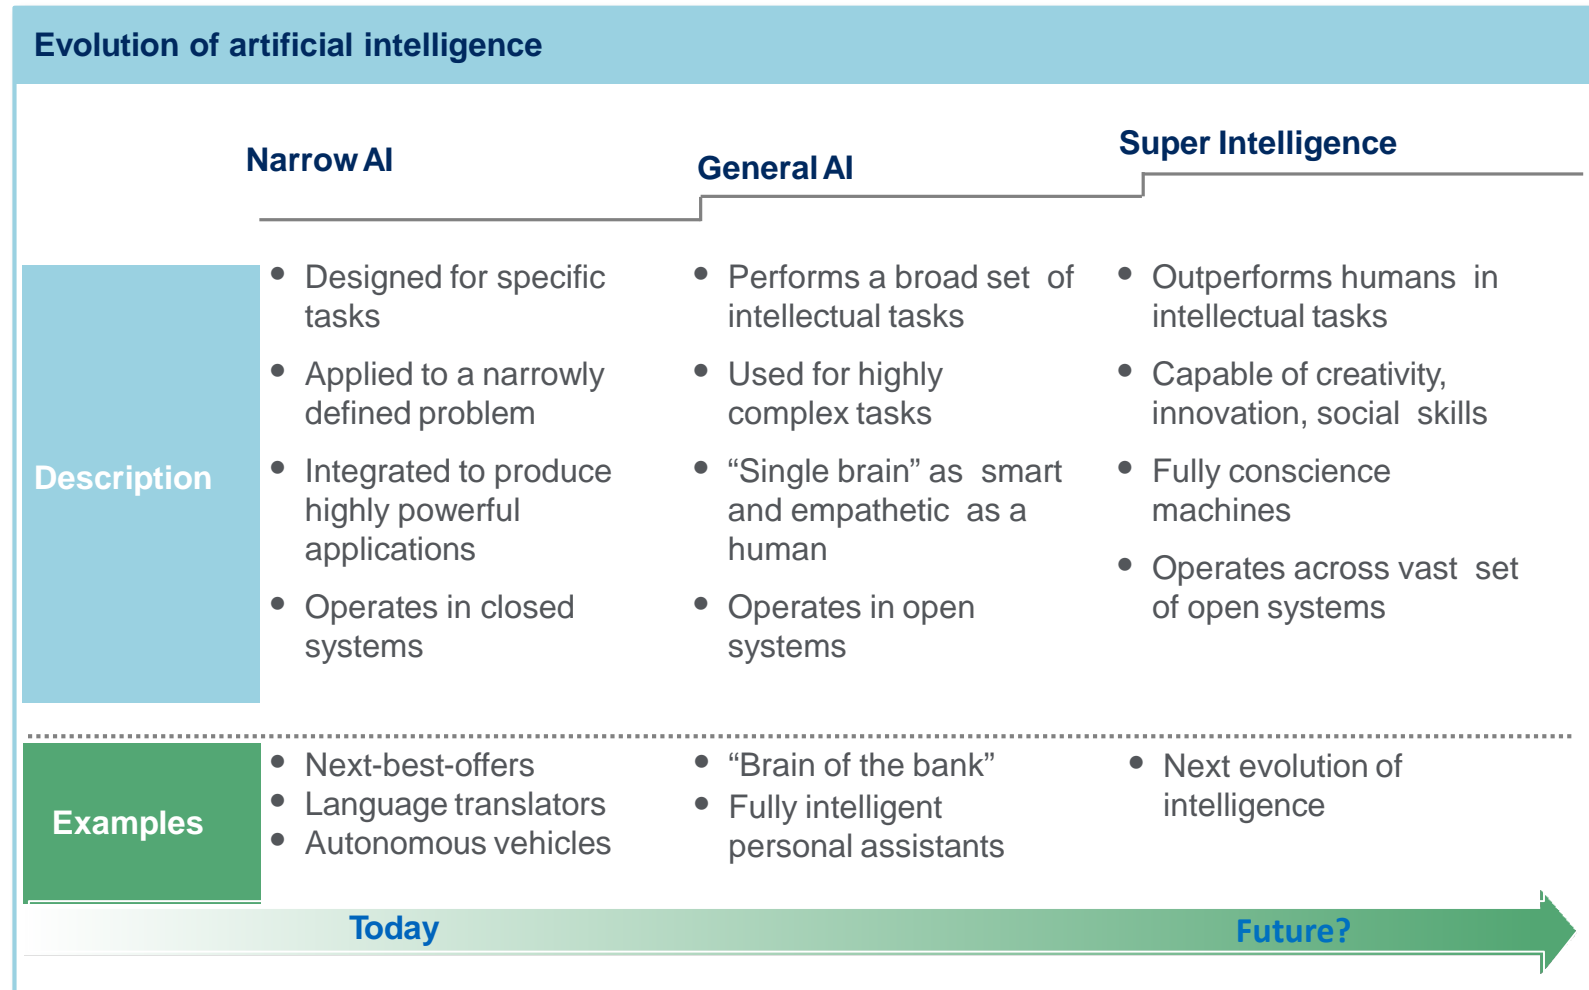 Evolution of artificial intelligence
Narrow AI
General AI
Super Intelligence
Description
• Designed for specific
tasks
• Applied to a narrowly
defined problem
• Integrated to produce
highly powerful
applications
• Operates in closed
systems
• Performs a broad set of
intellectual tasks
• Used for highly
complex tasks
• “Single brain” as smart
and empathetic as a
human
• Operates in open
systems
• Outperforms humans in
intellectual tasks
• Capable of creativity,
innovation, social skills
• Fully conscience
machines
• Operates across vast set
of open systems
Examples
• Next-best-offers
• Language translators
• Autonomous vehicles
• “Brain of the bank”
• Fully intelligent
personal assistants
• Next evolution of
intelligence
Today
Future?